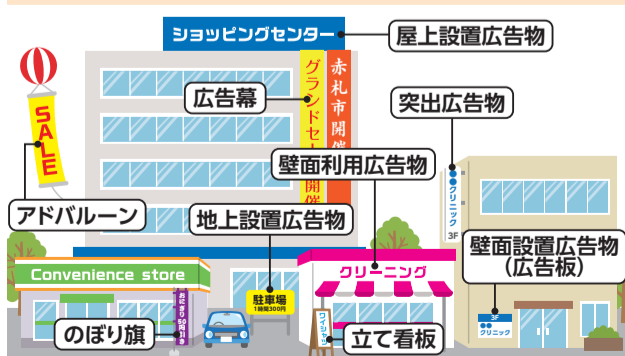 ショッピングセンター
屋上設置広告物
広告幕
グランドセー
開催
赤札市開催
突出広告物
SALE
壁面利用広告物
●●クリニック
3F
アドバルーン
地上設置広告物
壁面設置広告物
(広告板)
Convenience store
駐車場
1時間300円
クリーニング
3F
●●
クリニック
ワイシャツ
のぼり旗
立て看板